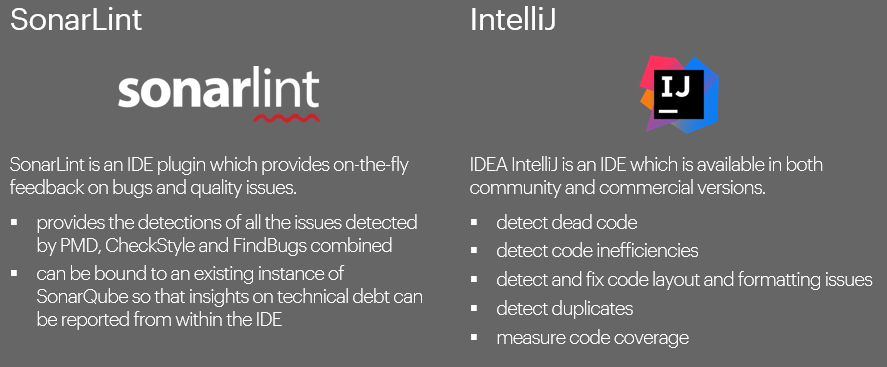 SonarLint
sonarlint
SonarLint is an IDE plugin which provides on-the-fly
feedback on bugs and quality issues.
▪ provides the detections of all the issues detected
by PMD, CheckStyle and FindBugs combined
▪ can be bound to an existing instance of
SonarQube so that insights on technical debt can
be reported from within the IDE
IntelliJ
IJ
IDEA IntelliJ is an IDE which is available in both
community and commercial versions.
▪ detect dead code
▪ detect code inefficiencies
▪ detect and fix code layout and formatting issues
▪ detect duplicates
▪ measure code coverage